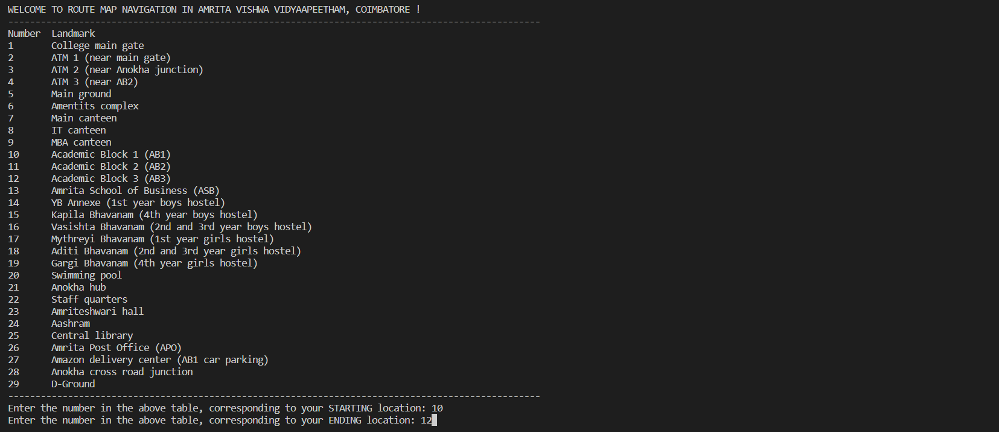 WELCOME TO ROUTE MAP NAVIGATION IN AMRITA VISHWA VIDYAAPEETHAM, COIMBATORE !
--------------------------------------------------------------------------------------------------
Number  Landmark
1       College main gate
2       ATM 1 (near main gate)
3       ATM 2 (near Anokha junction)
4       ATM 3 (near AB2)
5       Main ground
6       Amentits complex
7       Main canteen
8       IT canteen
9       MBA canteen
10      Academic Block 1 (AB1)
11      Academic Block 2 (AB2)
12      Academic Block 3 (AB3)
13      Amrita School of Business (ASB)
14      YB Annexe (1st year boys hostel)
15      Kapila Bhavanam (4th year boys hostel)
16      Vasishta Bhavanam (2nd and 3rd year boys hostel)
17      Mythreyi Bhavanam (1st year girls hostel)
18      Aditi Bhavanam (2nd and 3rd year girls hostel)
19      Gargi Bhavanam (4th year girls hostel)
20      Swimming pool
21      Anokha hub
22      Staff quarters
23      Amriteshwari hall
24      Aashram
25      Central library
26      Amrita Post Office (APO)
27      Amazon delivery center (AB1 car parking)
28      Anokha cross road junction
29      D-Ground
--------------------------------------------------------------------------------------------------
Enter the number in the above table, corresponding to your STARTING location: 10
Enter the number in the above table, corresponding to your ENDING location: 12